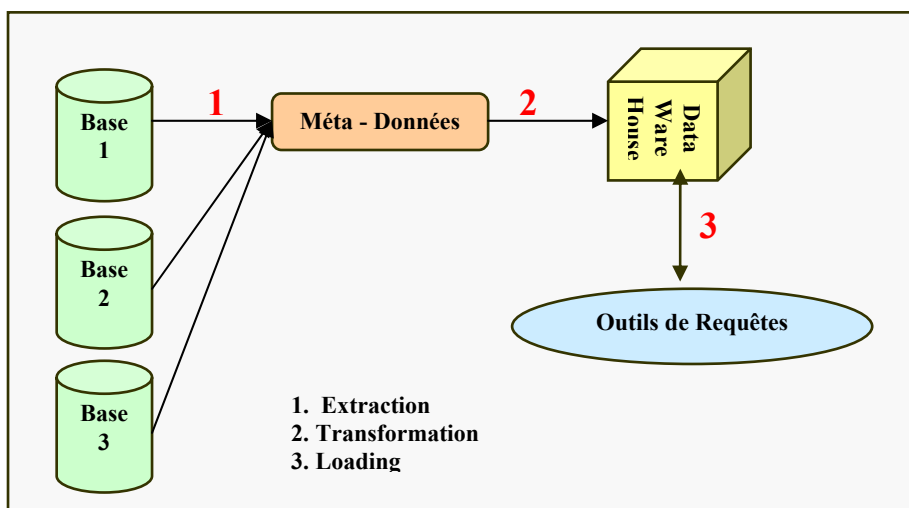 Base
1
1
Méta - Données
2
Data
Ware
House
Base
2
3
Outils de Requêtes
Base
3
1. Extraction
2. Transformation
3. Loading